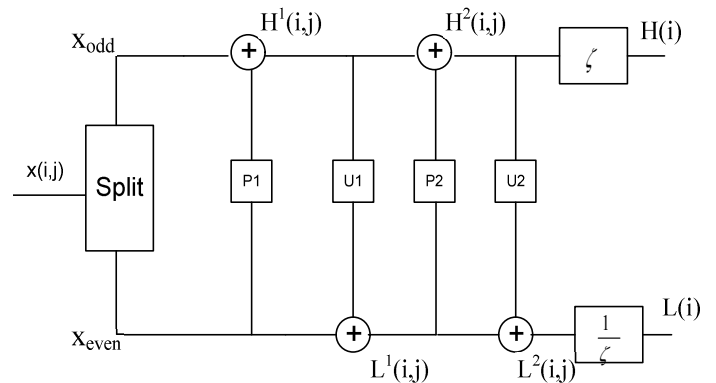 x_odd
H¹(i,j)
H²(i,j)
H(i)
ζ
x(i,j)
Split
P1
U1
P2
U2
x_even
L¹(i,j)
L²(i,j)
1/ζ
L(i)
+
+
+
+